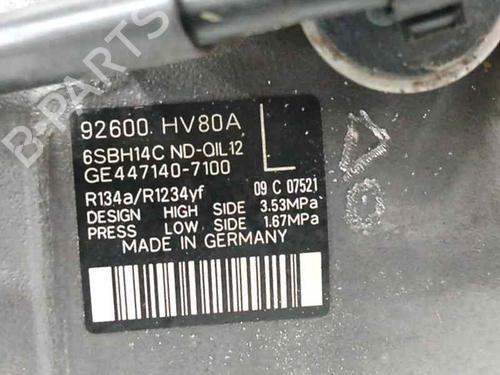 B-PARTS
92600 HV80A
6SBH14C ND-OIL12
GE447140-7100
L
R134a/R1234yf 09 C 07521
DESIGN HIGH SIDE 3.53MPa
PRESS LOW SIDE 1.67MPa
MADE IN GERMANY